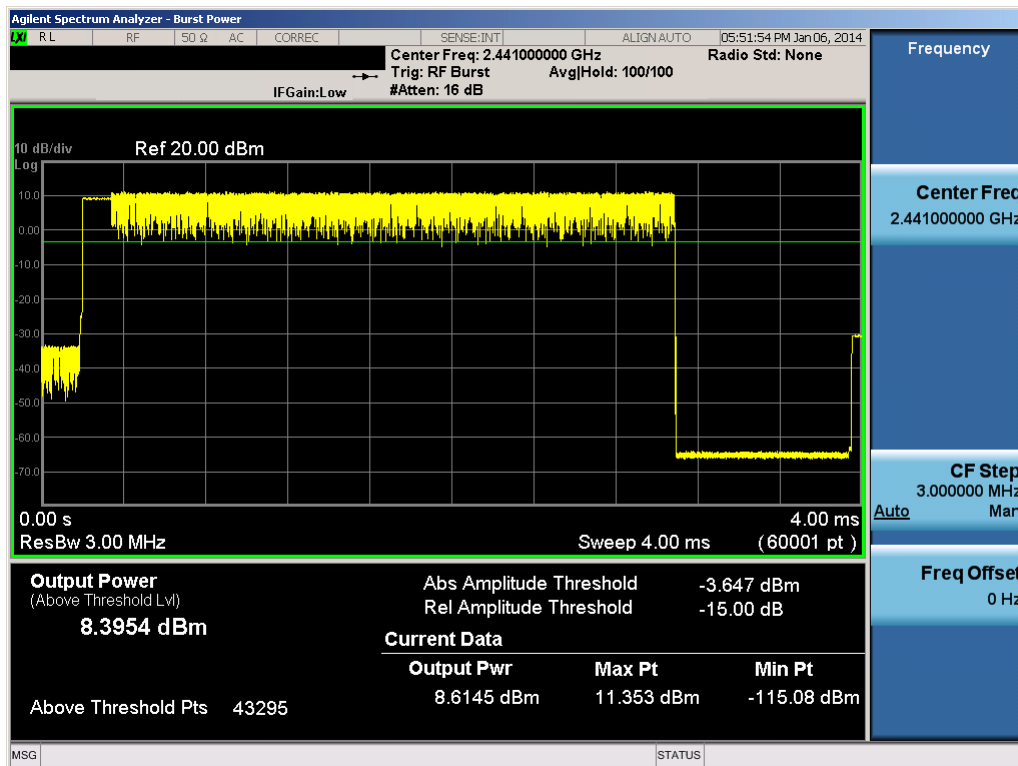 Agilent Spectrum Analyzer - Burst Power
LXI RL RF 50 Ω AC CORREC SENSE:INT ALIGN AUTO 05:51:54 PM Jan 06, 2014
Center Freq: 2.441000000 GHz Radio Std: None
Trig: RF Burst Avg|Hold: 100/100
IFGain:Low #Atten: 16 dB
Frequency
10 dB/div Ref 20.00 dBm
Log
10.0
0.00
-10.0
-20.0
-30.0
-40.0
-50.0
-60.0
-70.0
0.00 s 4.00 ms
ResBw 3.00 MHz Sweep 4.00 ms (60001 pt)
Center Freq
2.441000000 GHz
CF Step
3.000000 MHz
Auto Man
Freq Offset
0 Hz
Output Power
(Above Threshold Lvl)
8.3954 dBm
Above Threshold Pts 43295
Abs Amplitude Threshold -3.647 dBm
Rel Amplitude Threshold -15.00 dB
Current Data
Output Pwr Max Pt Min Pt
8.6145 dBm 11.353 dBm -115.08 dBm
MSG STATUS